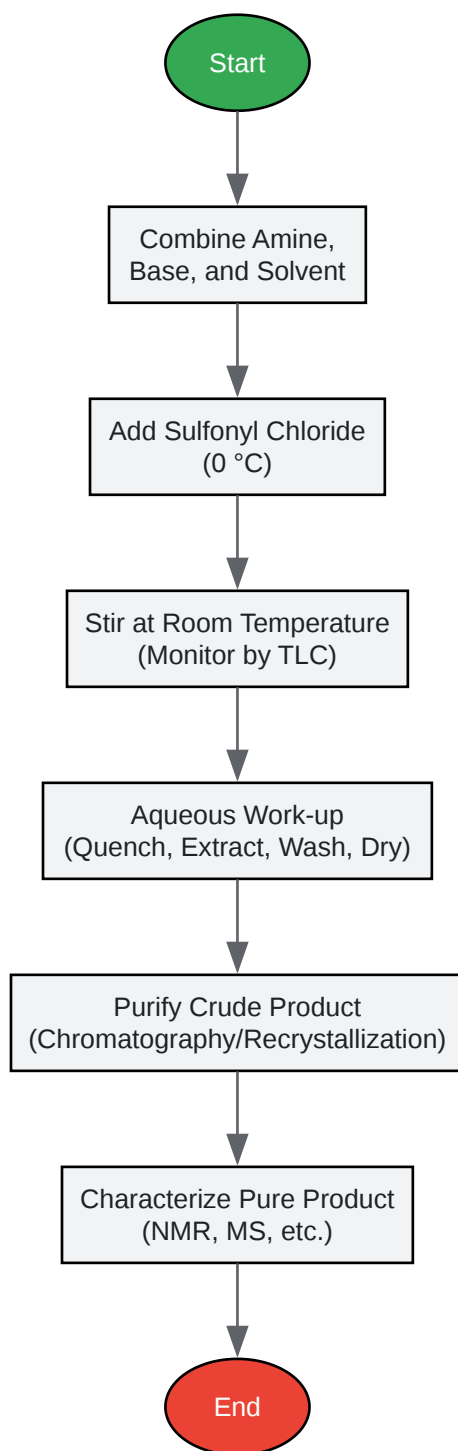 Start
Combine Amine,
Base, and Solvent
Add Sulfonyl Chloride
(0 °C)
Stir at Room Temperature
(Monitor by TLC)
Aqueous Work-up
(Quench, Extract, Wash, Dry)
Purify Crude Product
(Chromatography/Recrystallization)
Characterize Pure Product
(NMR, MS, etc.)
End